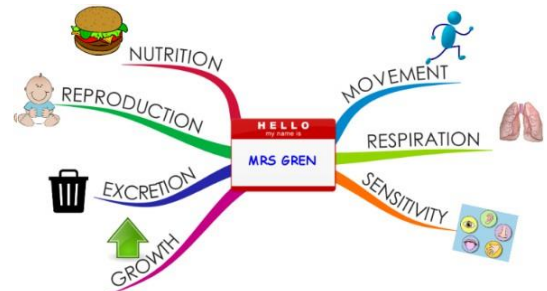 NUTRITION
MOVEMENT
REPRODUCTION
HELLO
my name is
MRS GREN
RESPIRATION
EXCRETION
SENSITIVITY
GROWTH